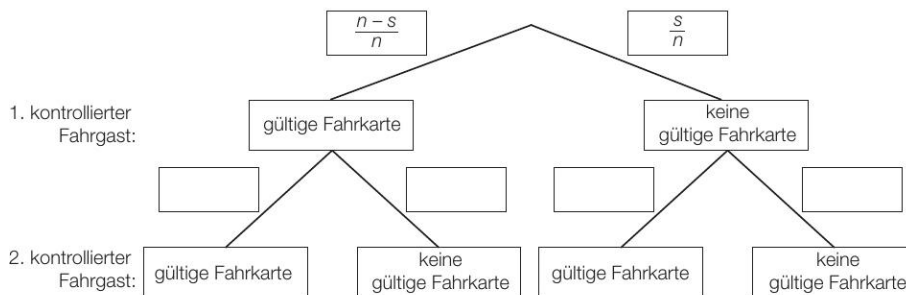 n – s
n
s
n
1. kontrollierter
Fahrgast:
gültige Fahrkarte
keine
gültige Fahrkarte
2. kontrollierter
Fahrgast:
gültige Fahrkarte
keine
gültige Fahrkarte
gültige Fahrkarte
keine
gültige Fahrkarte